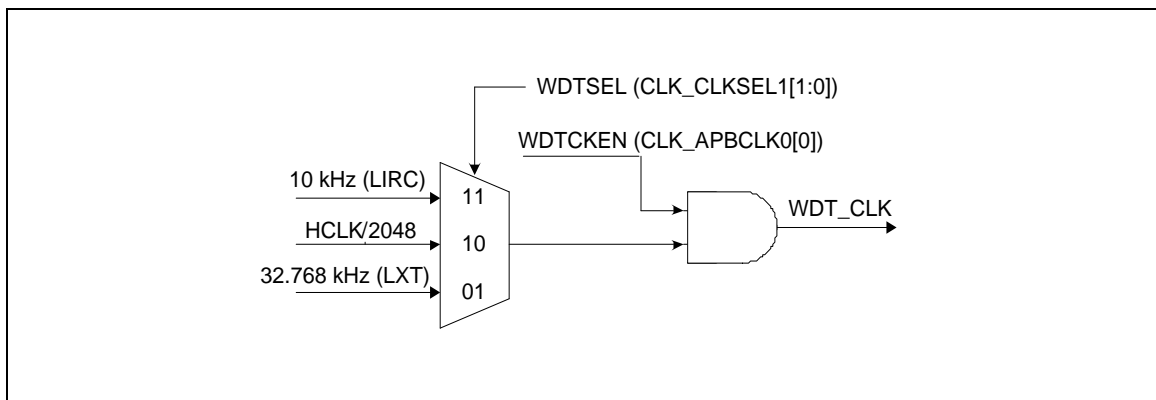 WDTSEL (CLK_CLKSEL1[1:0])
WDTCKEN (CLK_APBCLK0[0])
10 kHz (LIRC)
11
WDT_CLK
HCLK/2048
10
32.768 kHz (LXT)
01